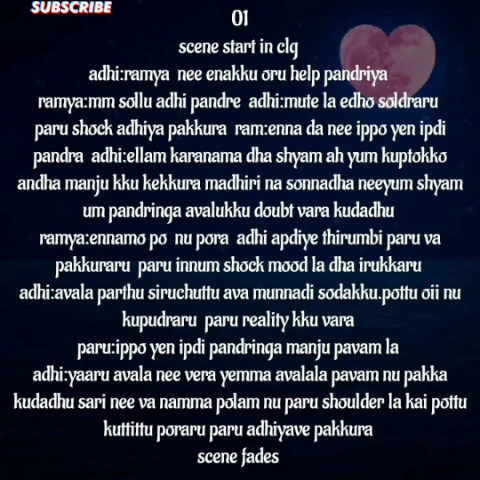 SUBSCRIBE
01
scene start in clg
adhi:ramya nee enakku oru help pandriya
ramya:mm sollu adhi pandre adhi:mute la edho soldraru
paru shock adhiya pakkura ram:enna da nee ippo yen ipdi
pandra adhi:ellam karanama dha shyam ah yum kuptokko
andha manju kku kekkura madhiri na sonnadha neeyum shyam
um pandringa avalukku doubt vara kudadhu
ramya:ennamo po nu pora adhi apdiye thirumbi paru va
pakkuraru paru innum shock mood la dha irukkaru
adhi:avala parthu siruchuttu ava munnadi sodakku.pottu oii nu
kupudraru paru reality kku vara
paru:ippo yen ipdi pandringa manju pavam la
adhi:yaaru avala nee vera yemma avalala pavam nu pakka
kudadhu sari nee va namma polam nu paru shoulder la kai pottu
kuttittu poraru paru adhiyave pakkura
scene fades